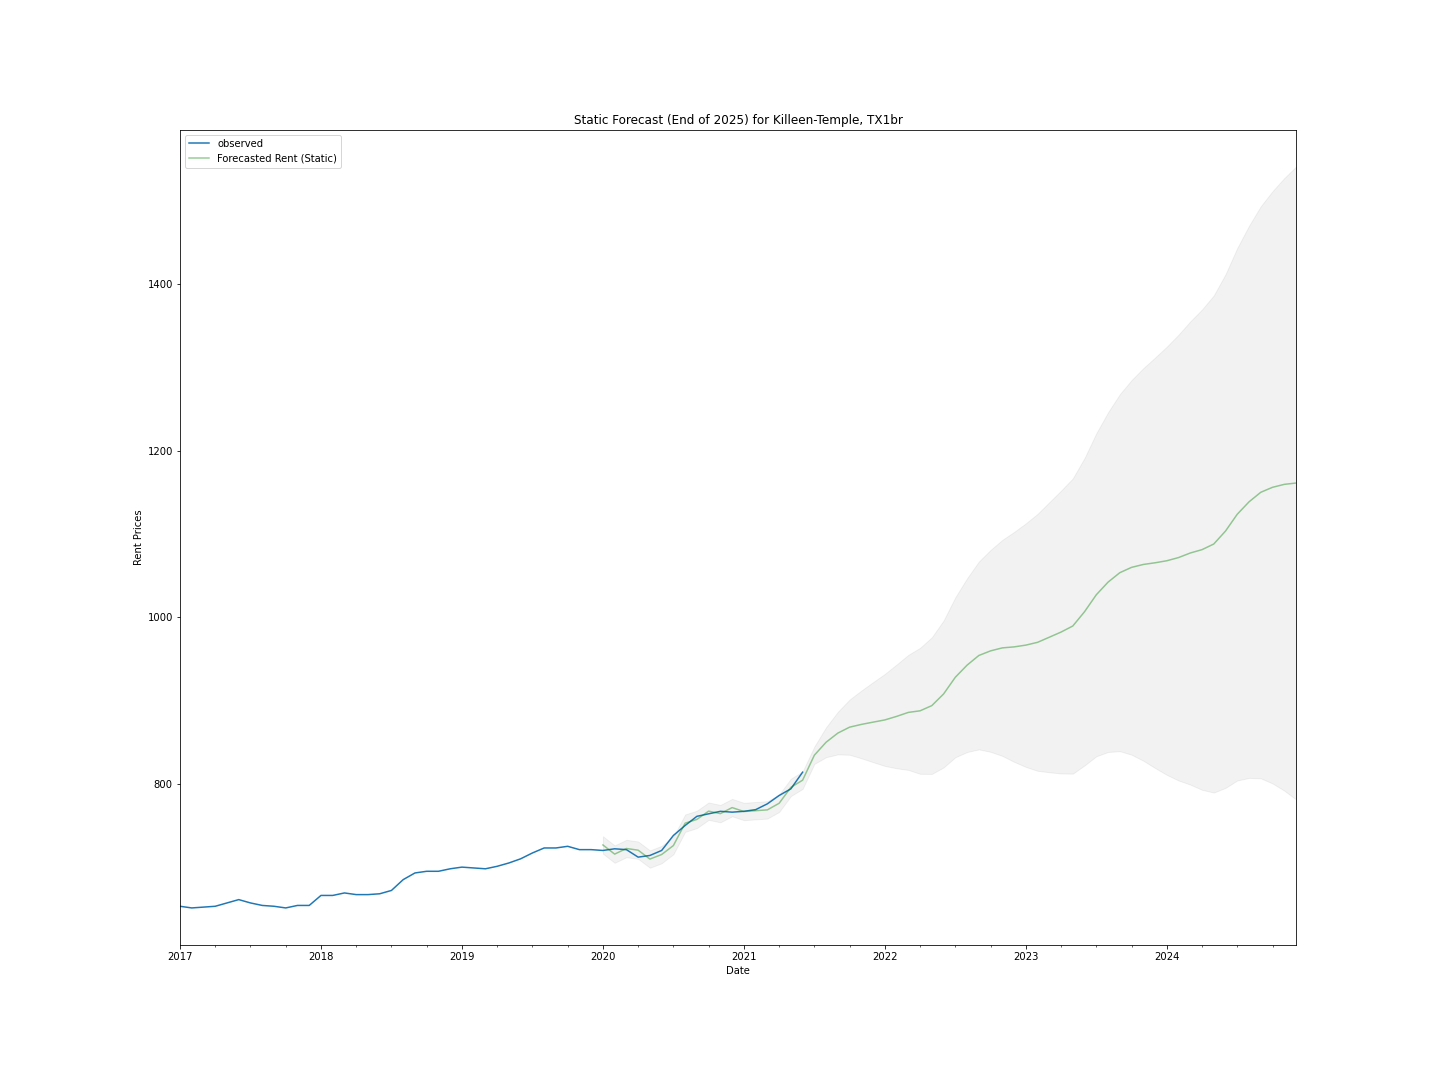 Static Forecast (End of 2025) for Killeen-Temple, TX1br
observed
Forecasted Rent (Static)
1400
1200
1000
800
Rent Prices
2017 2018 2019 2020 2021 2022 2023 2024
Date